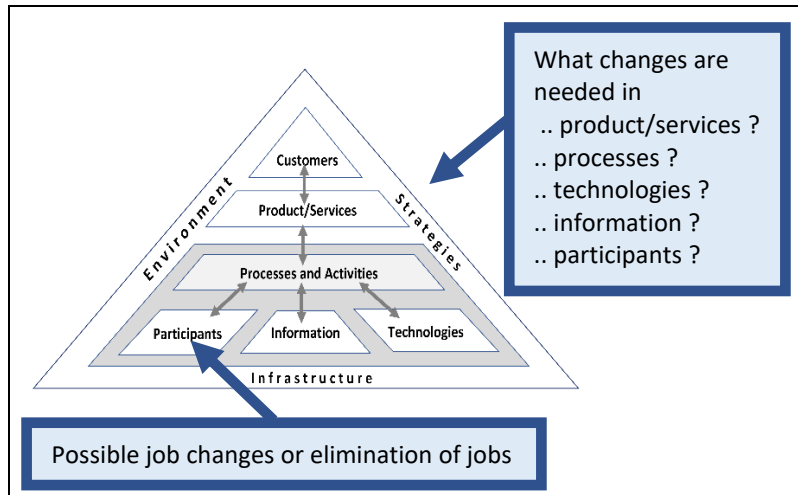 What changes are
needed in
.. product/services ?
.. processes ?
.. technologies ?
.. information ?
.. participants ?
Customers
Product/Services
Environment
Strategies
Processes and Activities
Participants
Information
Technologies
Infrastructure
Possible job changes or elimination of jobs